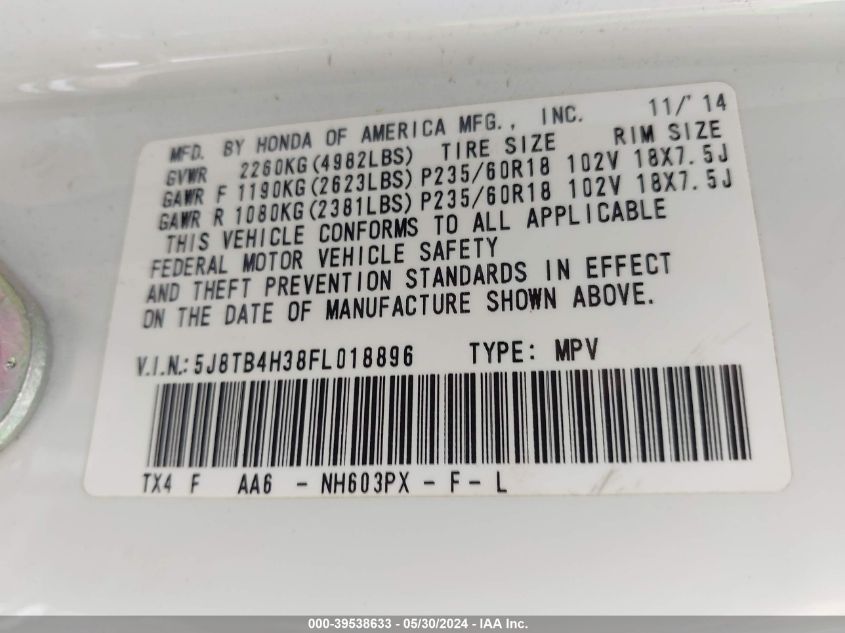 MFD. BY HONDA OF AMERICA MFG., INC. 11/'14
GVWR 2260KG(4982LBS) TIRE SIZE RIM SIZE
GAWR F 1190KG(2623LBS) P235/60R18 102V 18X7.5J
GAWR R 1080KG(2381LBS) P235/60R18 102V 18X7.5J
THIS VEHICLE CONFORMS TO ALL APPLICABLE
FEDERAL MOTOR VEHICLE SAFETY
AND THEFT PREVENTION STANDARDS IN EFFECT
ON THE DATE OF MANUFACTURE SHOWN ABOVE.
V.I.N.: 5J8TB4H38FL018896 TYPE: MPV
TX4 F AA6 - NH603PX - F - L
000-39538633 - 05/30/2024 - IAA Inc.